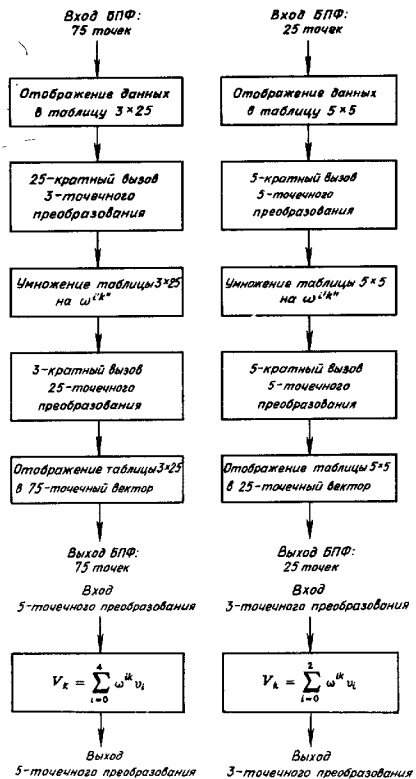 Вход БПФ:
75 точек
Отображение данных
в таблицу 3×25
25-кратный вызов
3-точечного
преобразования
Умножение таблицы 3×25
на ω^{i'k''}
3-кратный вызов
25-точечного
преобразования
Отображение таблицы 3×25
в 75-точечный вектор
Выход БПФ:
75 точек
Вход
5-точечного преобразования
V_k = \sum_{i=0}^{4} ω^{ik} v_i
Выход
5-точечного преобразования
Вход БПФ:
25 точек
Отображение данных
в таблицу 5×5
5-кратный вызов
5-точечного
преобразования
Умножение таблицы 5×5
на ω^{i'k''}
5-кратный вызов
5-точечного
преобразования
Отображение таблицы 5×5
в 25-точечный вектор
Выход БПФ:
25 точек
Вход
3-точечного преобразования
V_k = \sum_{i=0}^{2} ω^{ik} v_i
Выход
3-точечного преобразования